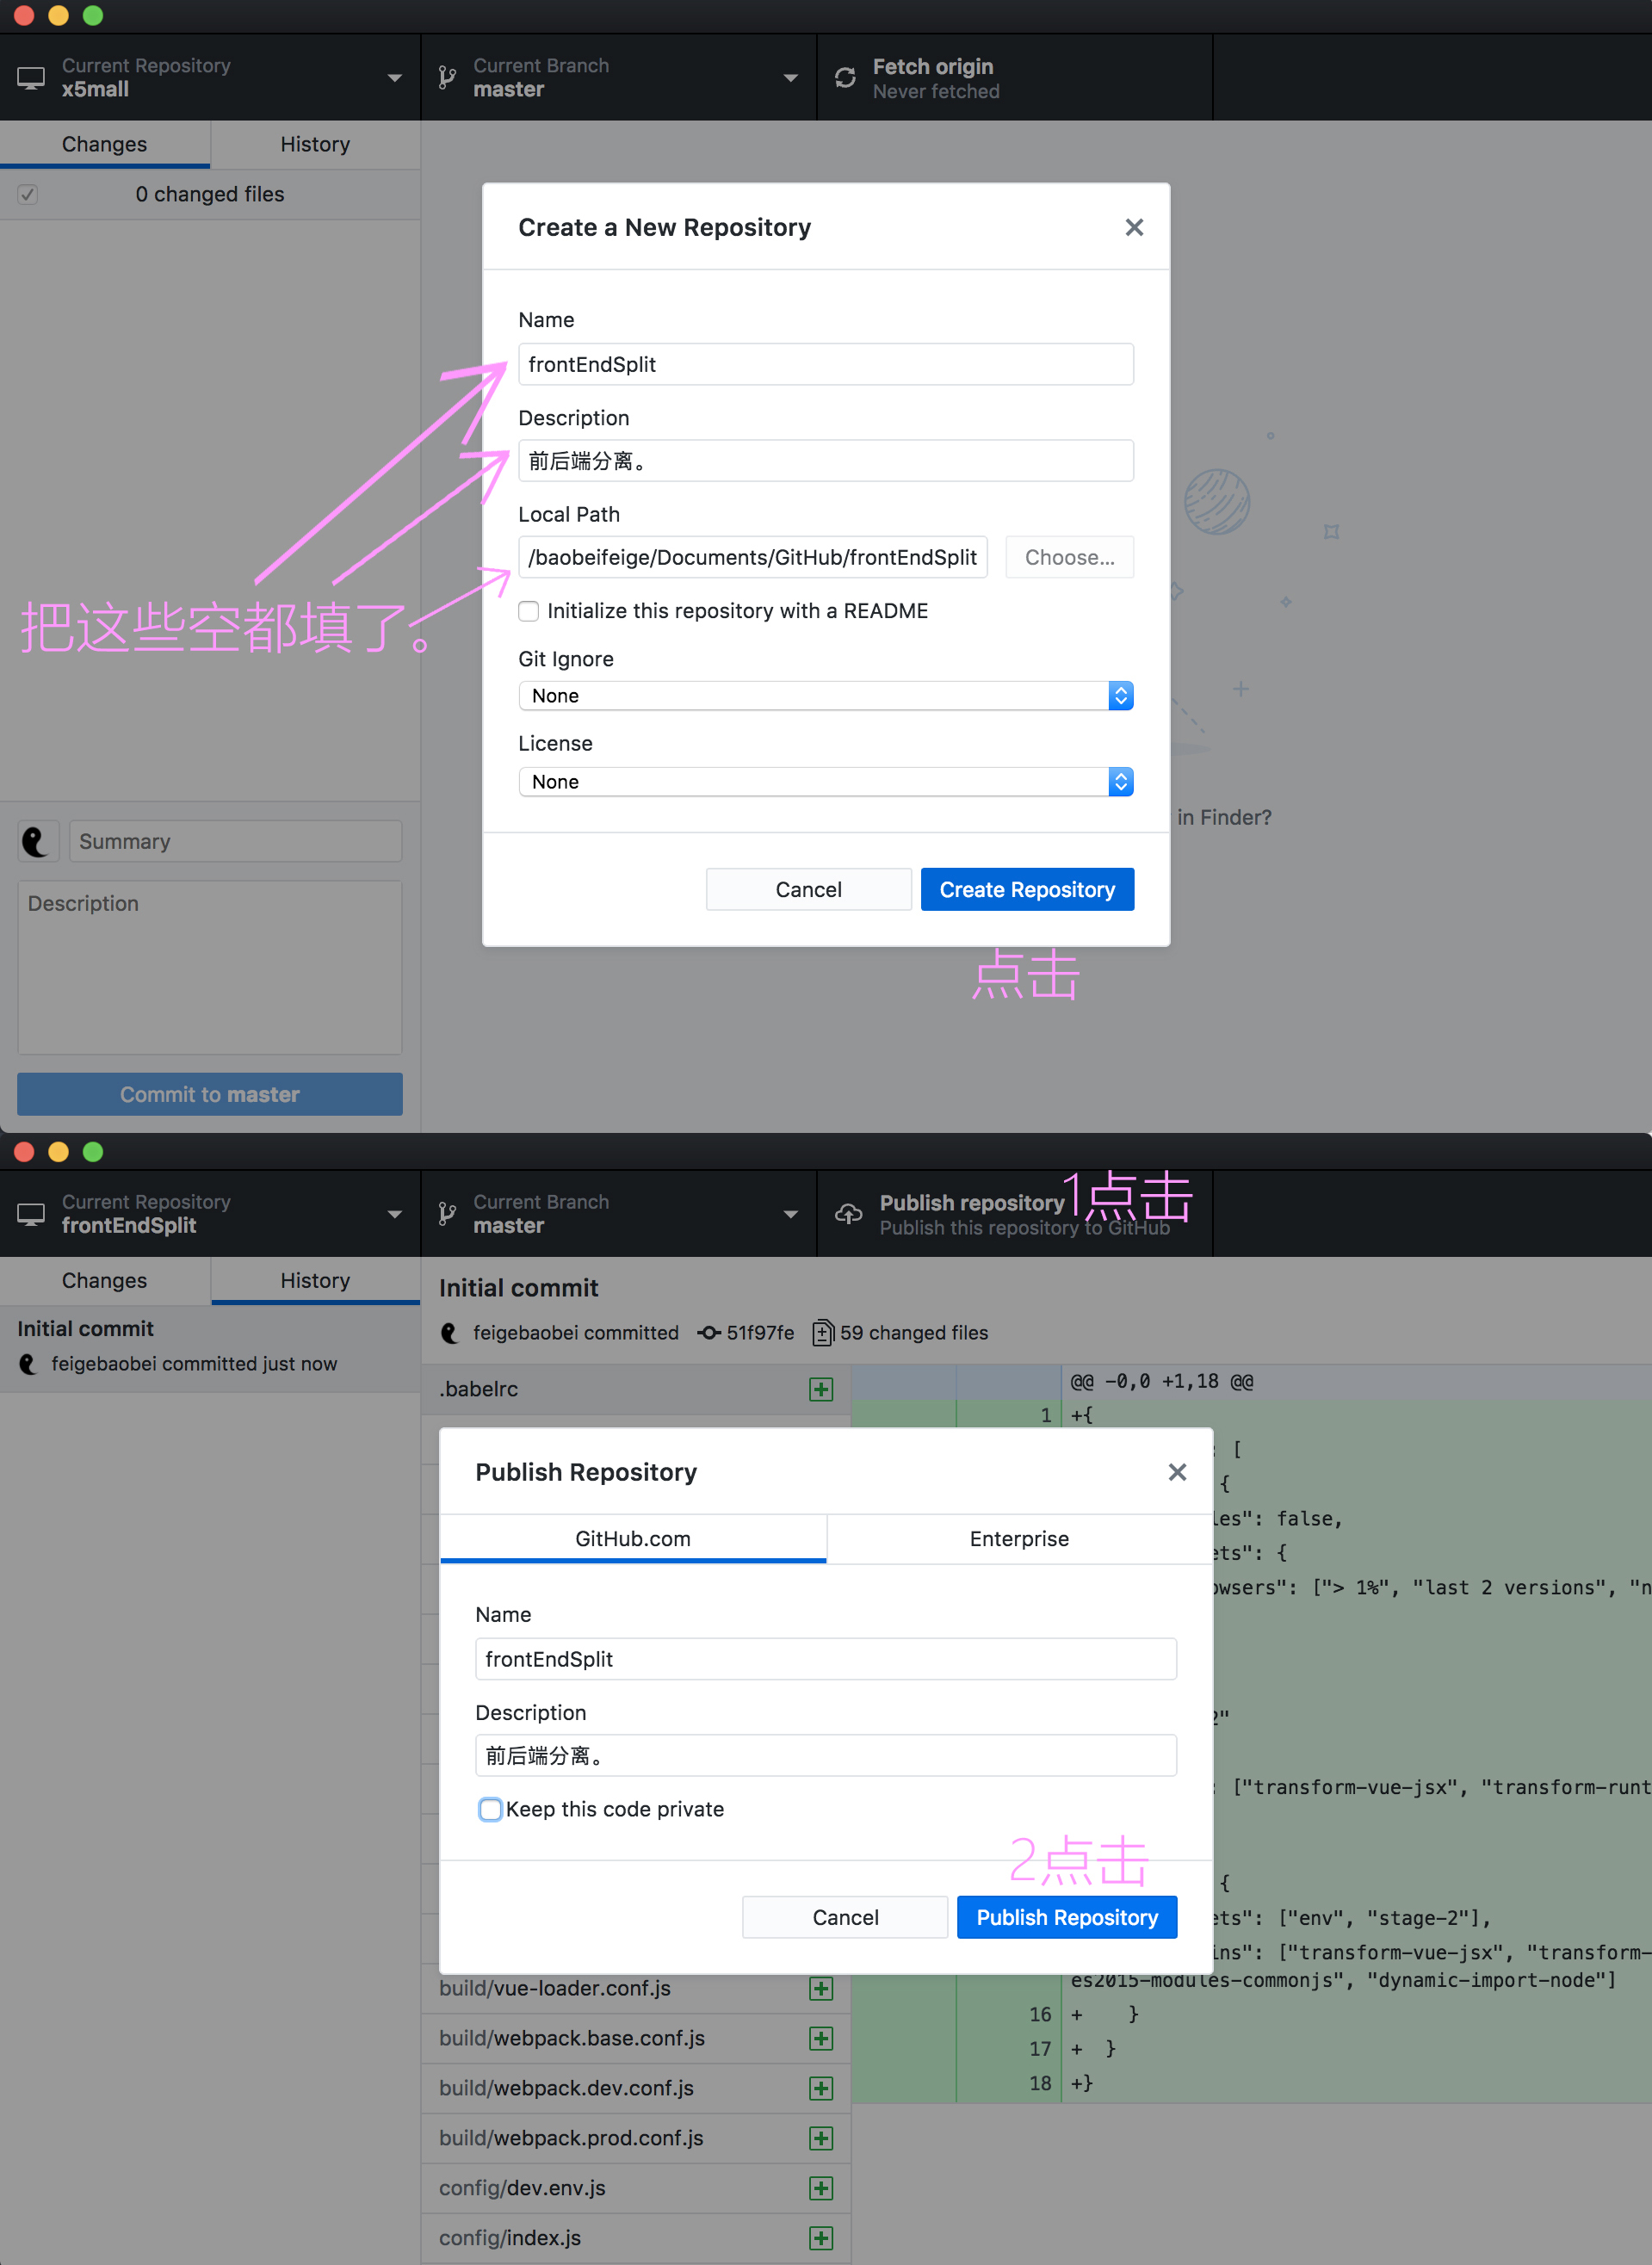 Current Repository
x5mall
Current Branch
master
Fetch origin
Never fetched
Changes
History
0 changed files
Create a New Repository
Name
frontEndSplit
Description
前后端分离。
Local Path
/baobeifeige/Documents/GitHub/frontEndSplit
Choose...
把这些空都填了。
Initialize this repository with a README
Git Ignore
None
License
None
in Finder?
Summary
Description
Cancel
Create Repository
点击
Commit to master
Current Repository
frontEndSplit
Current Branch
master
Publish repository
Publish this repository to GitHub
1点击
Changes
History
Initial commit
feigebaobei committed just now
Initial commit
feigebaobei committed
51f97fe
59 changed files
.babelrc
@@ -0,0 +1,18 @@
1 +{
: [
{
les": false,
ets": {
owsers": ["> 1%", "last 2 versions", "n
2"
: ["transform-vue-jsx", "transform-runt
{
ets": ["env", "stage-2"],
ins": ["transform-vue-jsx", "transform-
es2015-modules-commonjs", "dynamic-import-node"]
16 + }
17 + }
18 +}
Publish Repository
GitHub.com
Enterprise
Name
frontEndSplit
Description
前后端分离。
Keep this code private
2点击
Cancel
Publish Repository
build/vue-loader.conf.js
build/webpack.base.conf.js
build/webpack.dev.conf.js
build/webpack.prod.conf.js
config/dev.env.js
config/index.js